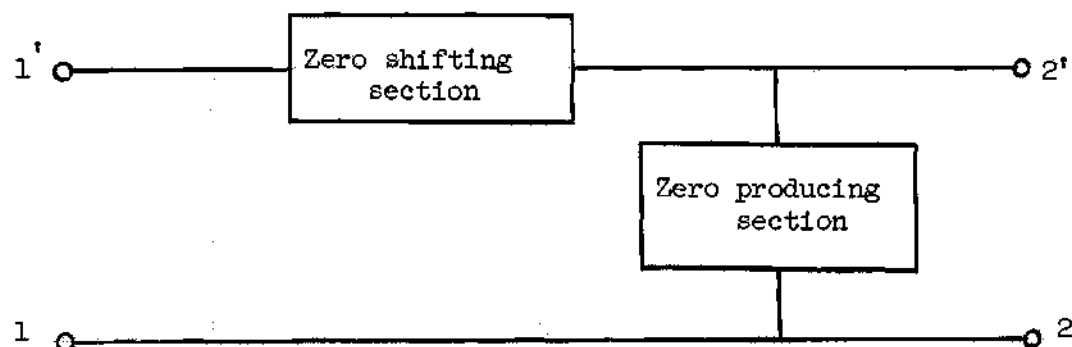 1'
Zero shifting
section
2'
Zero producing
section
1
2